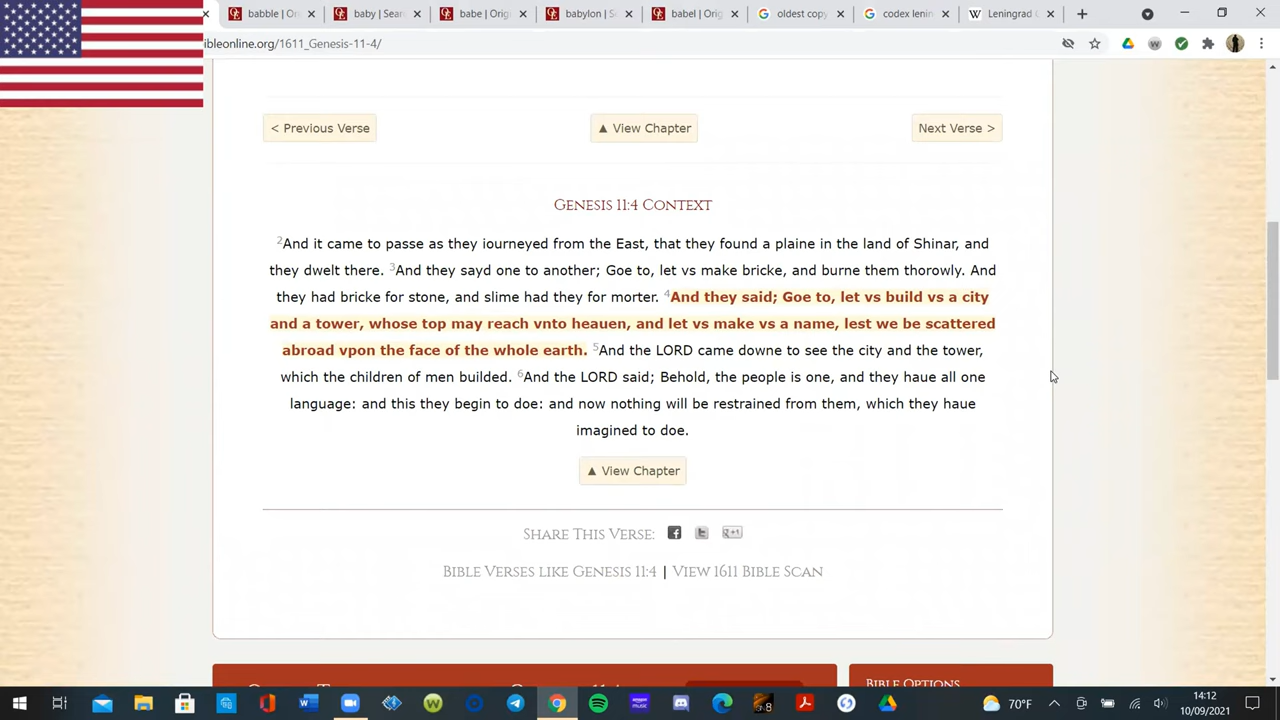 babble | On
baby | Sear
babe | Orig
babylon | S
babel | Orig
oldest copy
codex lenin
Leningrad C
ibleonline.org/1611_Genesis-11-4/
< Previous Verse
▲ View Chapter
Next Verse >
Genesis 11:4 Context
2And it came to passe as they iourneyed from the East, that they found a plaine in the land of Shinar, and
they dwelt there. 3And they sayd one to another; Goe to, let vs make bricke, and burne them thorowly. And
they had bricke for stone, and slime had they for morter. 4And they said; Goe to, let vs build vs a city
and a tower, whose top may reach vnto heauen, and let vs make vs a name, lest we be scattered
abroad vpon the face of the whole earth. 5And the LORD came downe to see the city and the tower,
which the children of men builded. 6And the LORD said; Behold, the people is one, and they haue all one
language: and this they begin to doe: and now nothing will be restrained from them, which they haue
imagined to doe.
▲ View Chapter
Share This Verse:
Bible Verses like Genesis 11:4 | View 1611 Bible Scan
Bible Options
70°F
14:12
10/09/2021